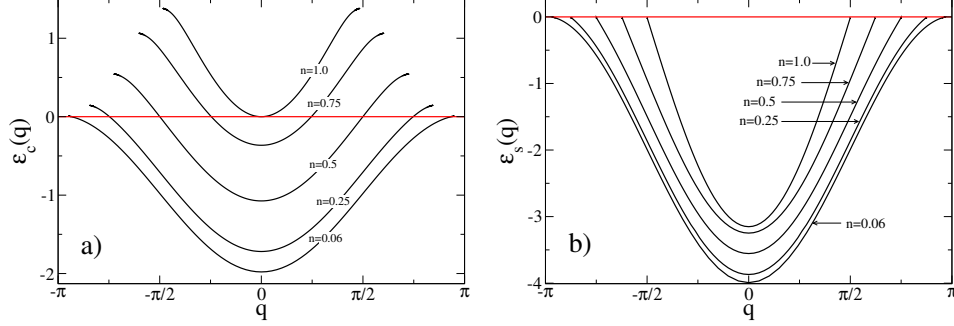 1
0
-1
-2
ε_c(q)
n=1.0
n=0.75
n=0.5
n=0.25
n=0.06
a)
-π
-π/2
0
π/2
π
q
0
-1
-2
-3
-4
ε_s(q)
n=1.0
n=0.75
n=0.5
n=0.25
n=0.06
b)
-π
-π/2
0
π/2
π
q